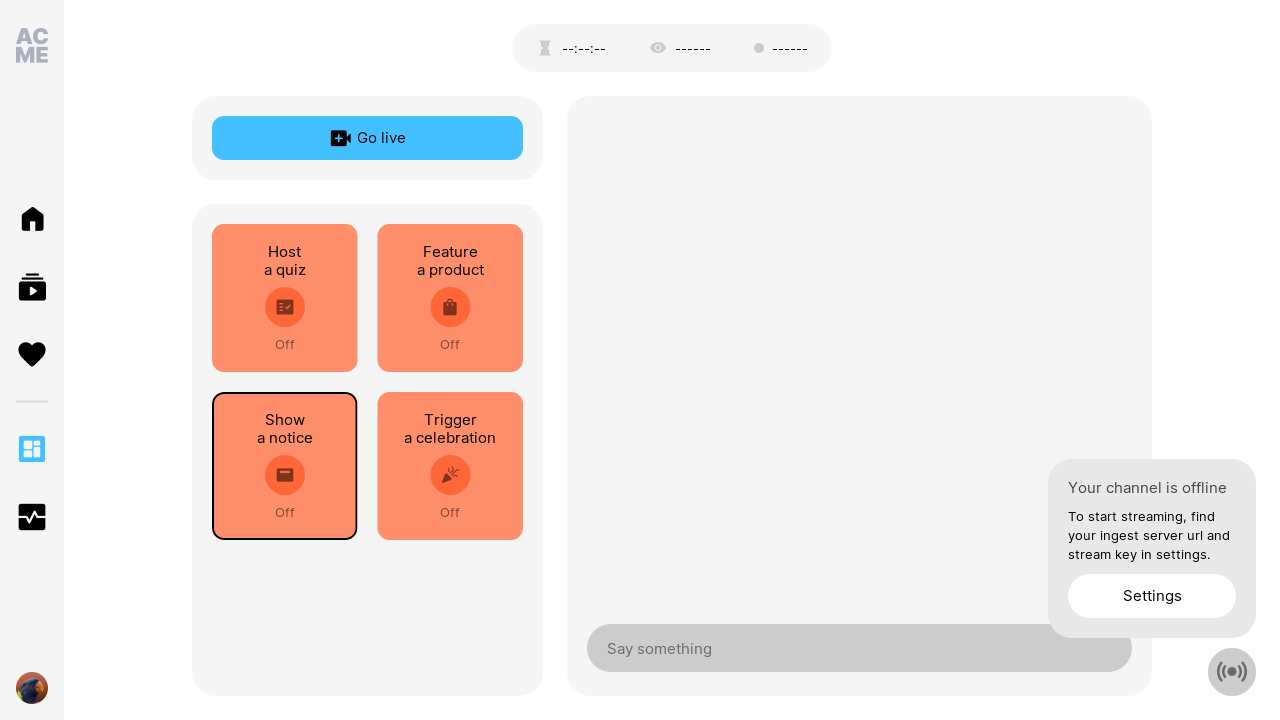 AC
ME
--:--:--
------
------
Go live
Host
a quiz
Off
Feature
a product
Off
Show
a notice
Off
Trigger
a celebration
Off
Your channel is offline
To start streaming, find
your ingest server url and
stream key in settings.
Settings
Say something